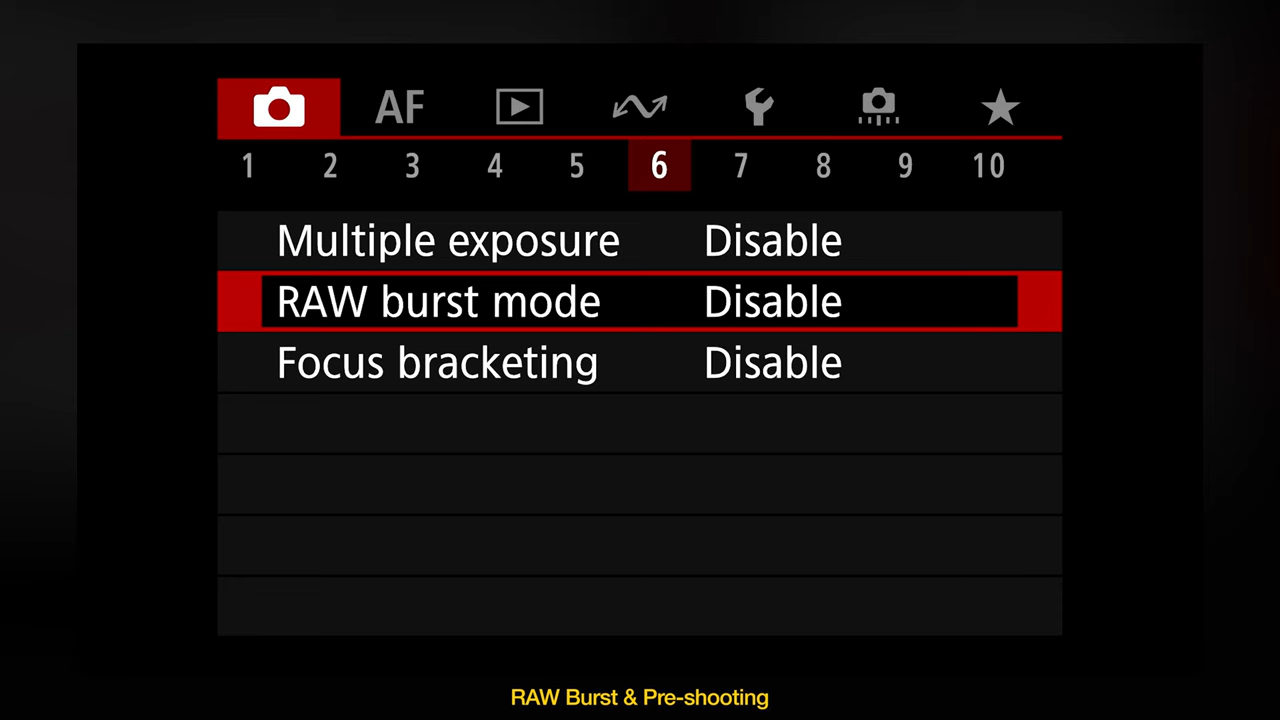 AF
1 2 3 4 5 6 7 8 9 10
Multiple exposure Disable
RAW burst mode Disable
Focus bracketing Disable
RAW Burst & Pre-shooting